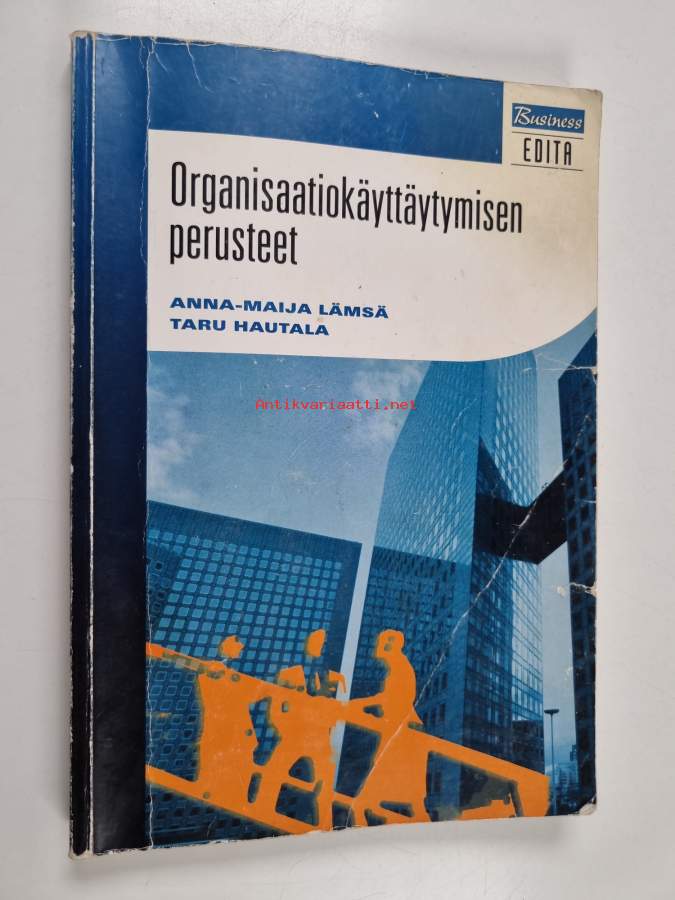 Business
EDITA
Organisaatiokäyttäytymisen
perusteet
ANNA-MAIJA LÄMSÄ
TARU HAUTALA
Antikvariaatti.net